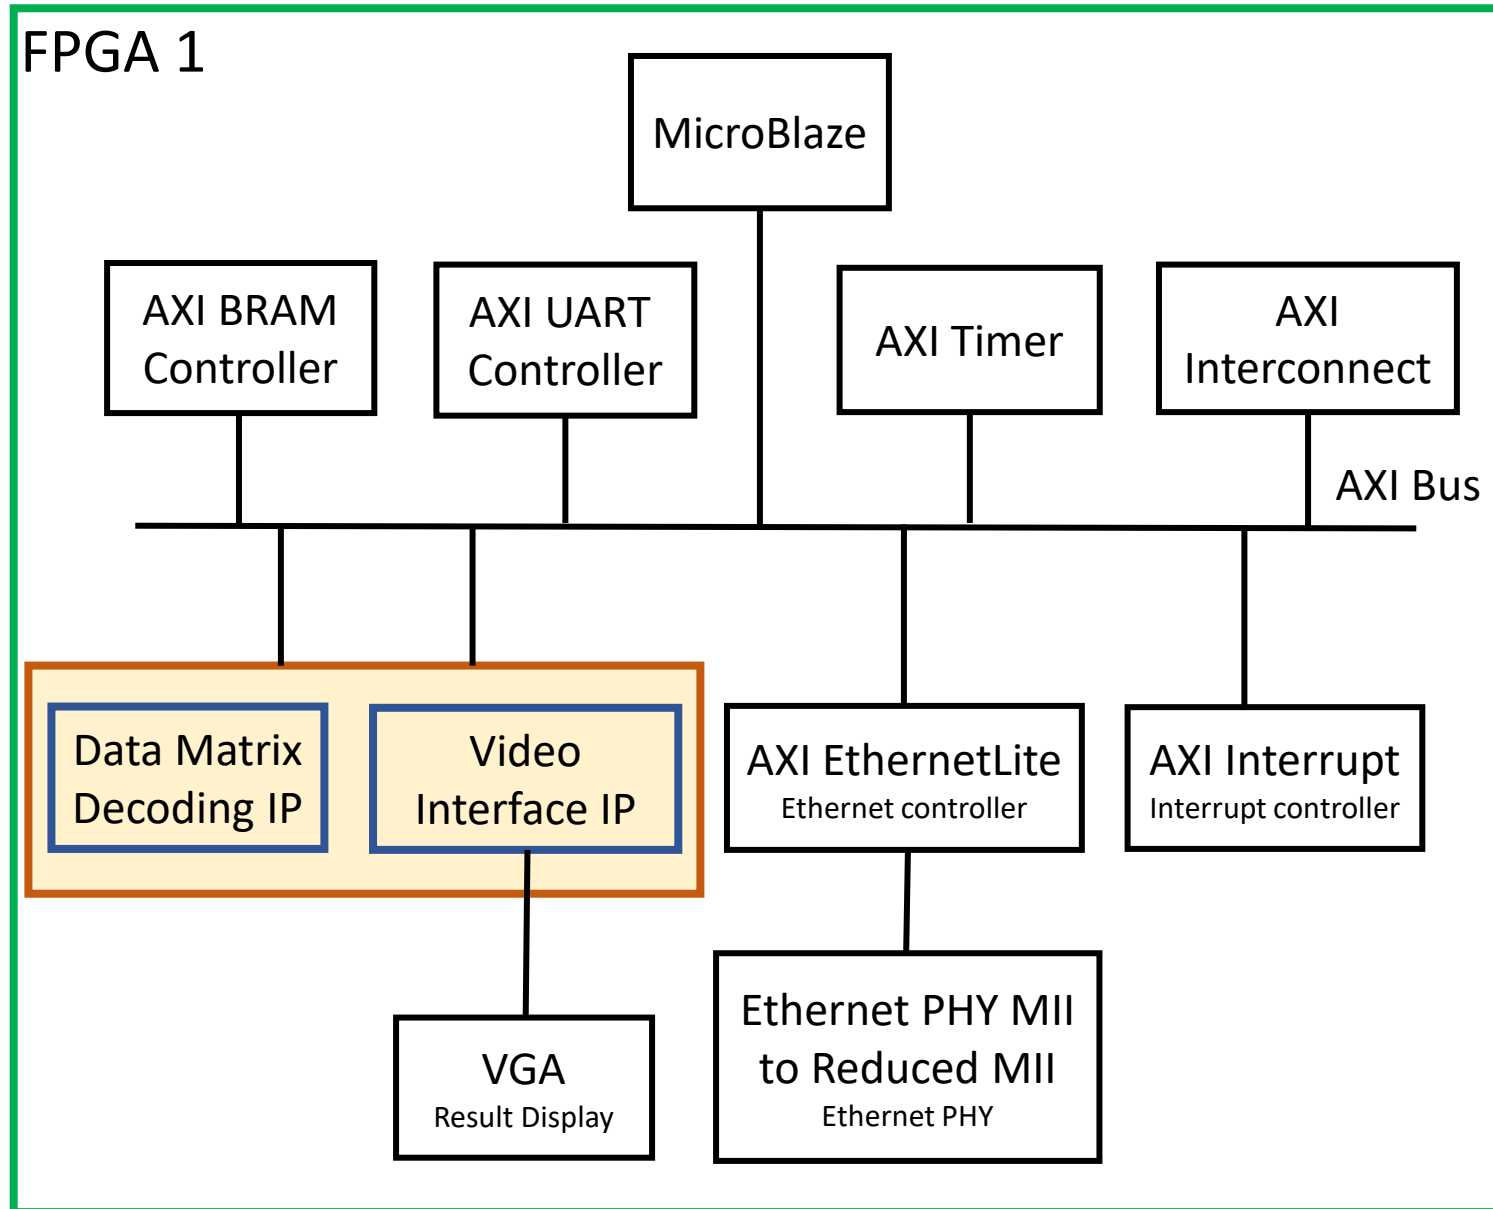 FPGA 1
MicroBlaze
AXI BRAM
Controller
AXI UART
Controller
AXI Timer
AXI
Interconnect
AXI Bus
Data Matrix
Decoding IP
Video
Interface IP
AXI EthernetLite
Ethernet controller
AXI Interrupt
Interrupt controller
VGA
Result Display
Ethernet PHY MII
to Reduced MII
Ethernet PHY